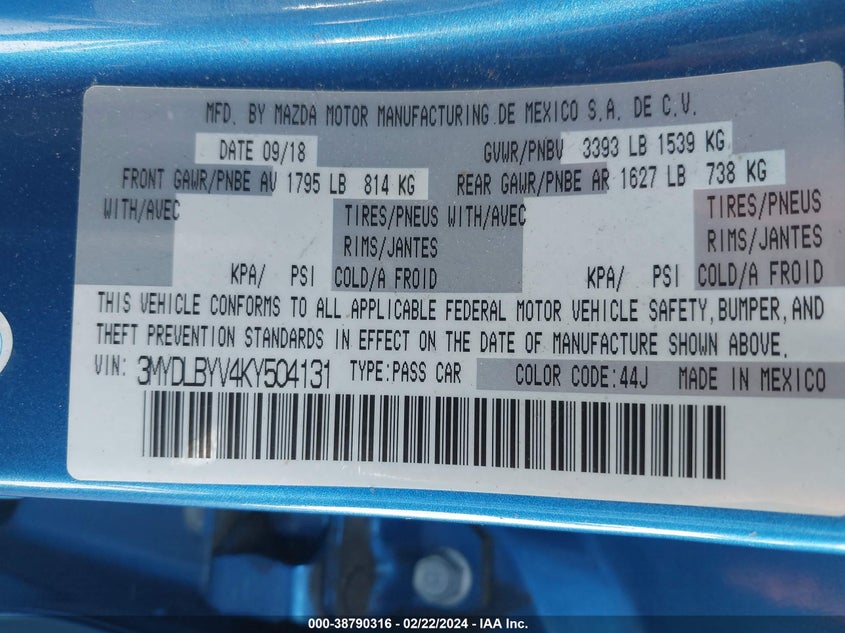 MFD. BY MAZDA MOTOR MANUFACTURING DE MEXICO S.A. DE C.V.
DATE 09/18 GVWR/PNBV 3393 LB 1539 KG
FRONT GAWR/PNBE AV 1795 LB 814 KG REAR GAWR/PNBE AR 1627 LB 738 KG
WITH/AVEC TIRES/PNEUS WITH/AVEC TIRES/PNEUS
RIMS/JANTES RIMS/JANTES
KPA/ PSI COLD/A FROID KPA/ PSI COLD/A FROID
THIS VEHICLE CONFORMS TO ALL APPLICABLE FEDERAL MOTOR VEHICLE SAFETY, BUMPER, AND
THEFT PREVENTION STANDARDS IN EFFECT ON THE DATE OF MANUFACTURE SHOWN ABOVE.
VIN: 3MYDLBYV4KY504131 TYPE:PASS CAR COLOR CODE:44J MADE IN MEXICO
000-38790316 - 02/22/2024 - IAA Inc.